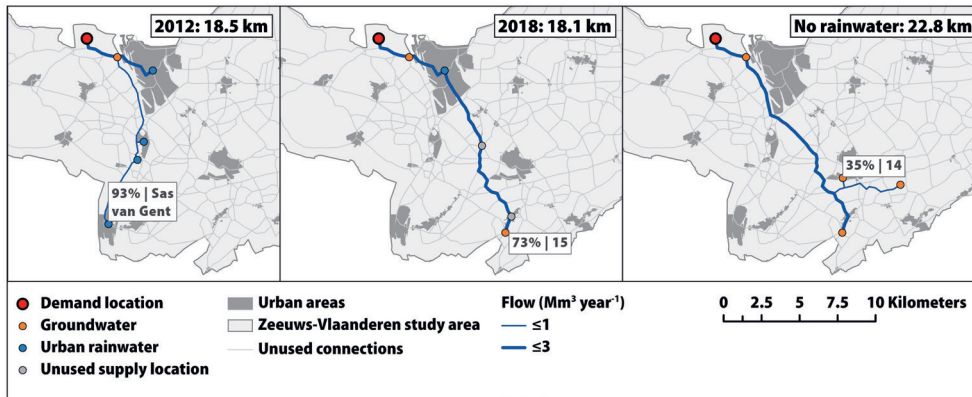 2012: 18.5 km
93% | Sas
van Gent
2018: 18.1 km
73% | 15
No rainwater: 22.8 km
35% | 14
Demand location
Groundwater
Urban rainwater
Unused supply location
Urban areas
Zeeuws-Vlaanderen study area
Unused connections
Flow (Mm³ year⁻¹)
≤1
≤3
0 2.5 5 10 Kilometers